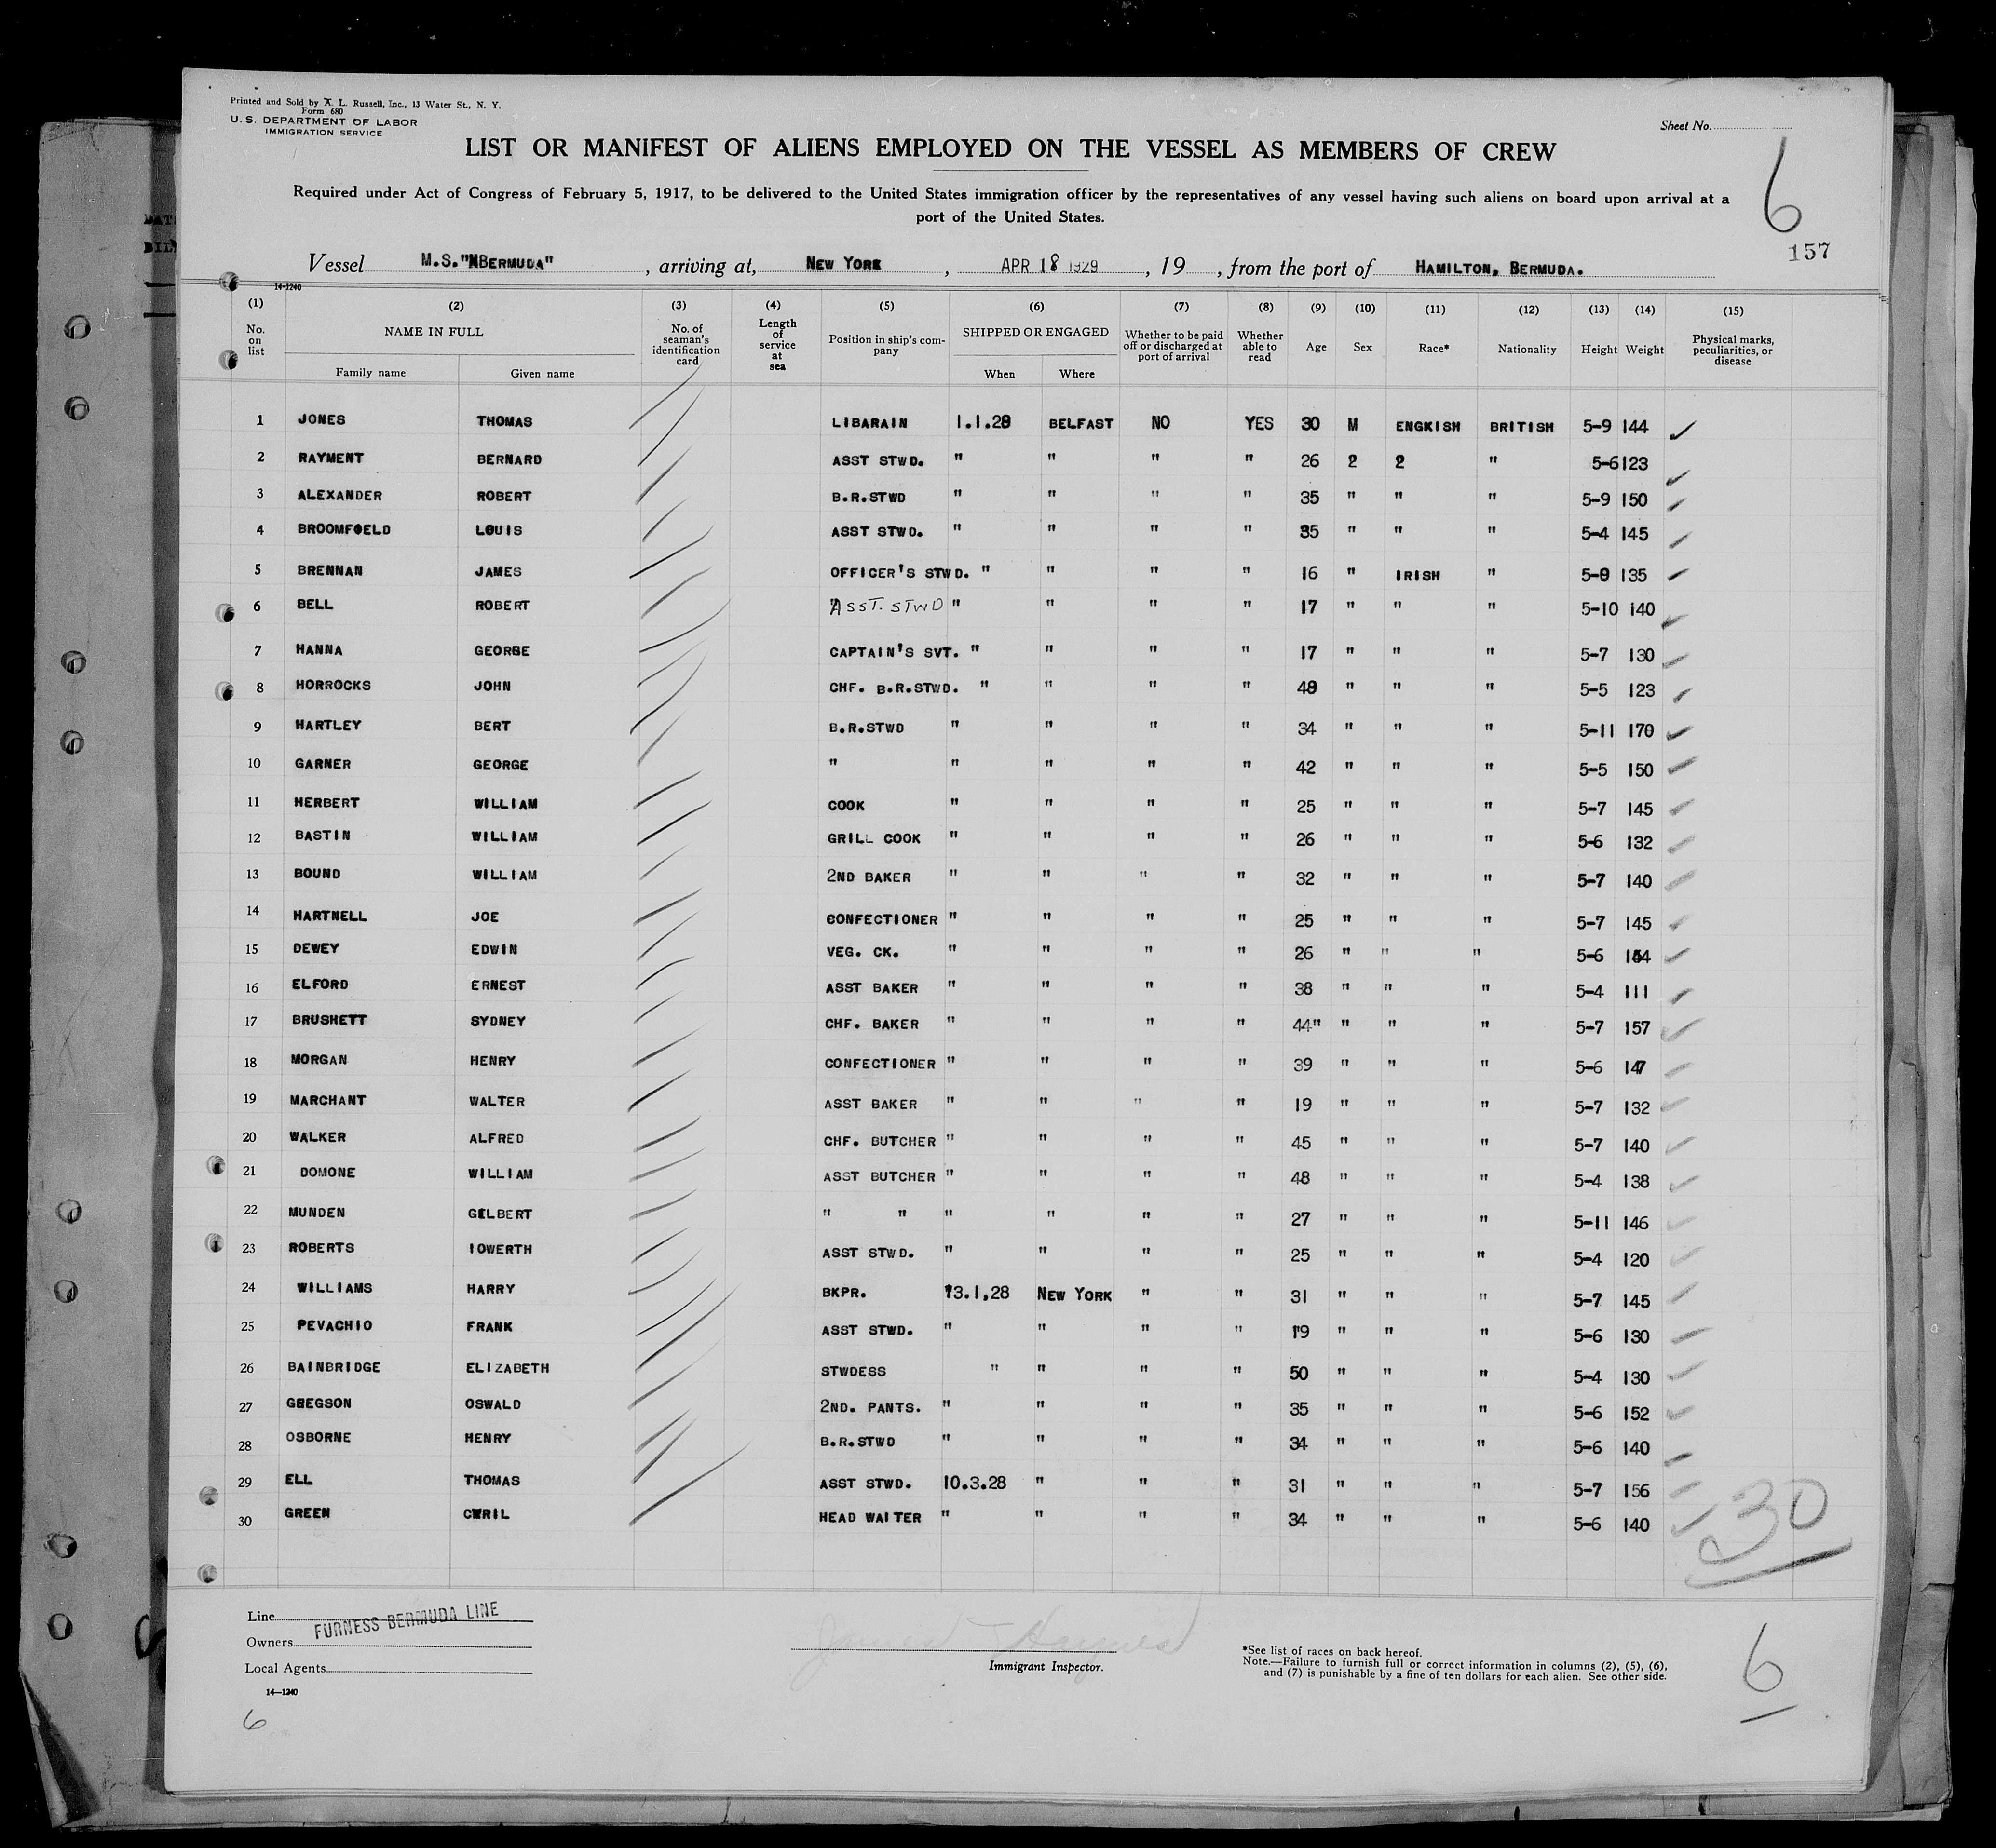 Printed and Sold by A. L. Russell, Inc., 13 Water St., N. Y.
Form 680
U. S. DEPARTMENT OF LABOR
IMMIGRATION SERVICE
Sheet No.
6
LIST OR MANIFEST OF ALIENS EMPLOYED ON THE VESSEL AS MEMBERS OF CREW
Required under Act of Congress of February 5, 1917, to be delivered to the United States immigration officer by the representatives of any vessel having such aliens on board upon arrival at a
port of the United States.
157
Vessel M.S."BERMUDA" , arriving at, NEW YORK , APR 18 1929 , 19 , from the port of HAMILTON, BERMUDA.
14-1240
(1) (2) (3) (4) (5) (6) (7) (8) (9) (10) (11) (12) (13) (14) (15)
No. on list NAME IN FULL Family name Given name No. of seaman's identification card Length of service at sea Position in ship's company SHIPPED OR ENGAGED When Where Whether to be paid off or discharged at port of arrival Whether able to read Age Sex Race* Nationality Height Weight Physical marks, peculiarities, or disease
1 JONES THOMAS LIBARAIN 1.1.28 BELFAST NO YES 30 M ENGKISH BRITISH 5-9 144
2 RAYMENT BERNARD ASST STWD. " " " " 26 2 2 " 5-6 123
3 ALEXANDER ROBERT B.R.STWD " " " " 35 " " " 5-9 150
4 BROOMFOELD LOUIS ASST STWD. " " " " 35 " " " 5-4 145
5 BRENNAN JAMES OFFICER'S STWD. " " " " 16 " IRISH " 135
6 BELL ROBERT ASST. STWD " " " " 17 " " " 5-10 140
7 HANNA GEORGE CAPTAIN'S SVT. " " " " 17 " " " 5-7 130
8 HORROCKS JOHN CHF. B.R.STWD. " " " " " " " 5-5 123
9 HARTLEY BERT B.R.STWD " " " " 34 " " " 5-11 170
10 GARNER GEORGE " " " " " 42 " " " 5-5 150
11 HERBERT WILLIAM COOK " " " " 25 " " " 5-7 145
12 BASTIN WILLIAM GRILL COOK " " " " 26 " " " 5-6 132
13 BOUND WILLIAM 2ND BAKER " " " " 32 " " " 5-7 140
14 HARTNELL JOE CONFECTIONER " " " " 25 " " " 5-7 145
15 DEWEY EDWIN VEG. CK. " " " " 26 " " " 5-6
16 ELFORD ERNEST ASST BAKER " " " " 38 " " " 5-4 111
17 BRUSHETT SYDNEY CHF. BAKER " " " " 44" " " " 5-7 157
18 MORGAN HENRY CONFECTIONER " " " " 39 " " " 5-6 147
19 MARCHANT WALTER ASST BAKER " " " " 19 " " " 5-7 132
20 WALKER ALFRED CHF. BUTCHER " " " " 45 " " " 5-7 140
21 DOMONE WILLIAM ASST BUTCHER " " " " 48 " " " 5-4 138
22 MUNDEN GILBERT " " " " " " 27 " " " 5-11 146
23 ROBERTS IOWERTH ASST STWD. " " " " 25 " " " 5-4 120
24 WILLIAMS HARRY BKPR. 13.1.28 NEW YORK " " 31 " " " 5-7 145
25 PEVACHIO FRANK ASST STWD. " " " " 19 " " " 5-6 130
26 BAINBRIDGE ELIZABETH STWDESS " " " " 50 " " " 5-4 130
27 GREGSON OSWALD 2ND. PANTS. " " " " 35 " " " 5-6 152
28 OSBORNE HENRY B.R.STWD " " " " 34 " " " 5-6 140
29 ELL THOMAS ASST STWD. 10.3.28 " " " 31 " " " 5-7 156
30 GREEN CYRIL HEAD WAITER " " " " 34 " " " 5-6 140
30
Line
FURNESS BERMUDA LINE
Owners
Local Agents
14—1240
6
Immigrant Inspector.
*See list of races on back hereof.
Note.—Failure to furnish full or correct information in columns (2), (5), (6),
and (7) is punishable by a fine of ten dollars for each alien. See other side.
6